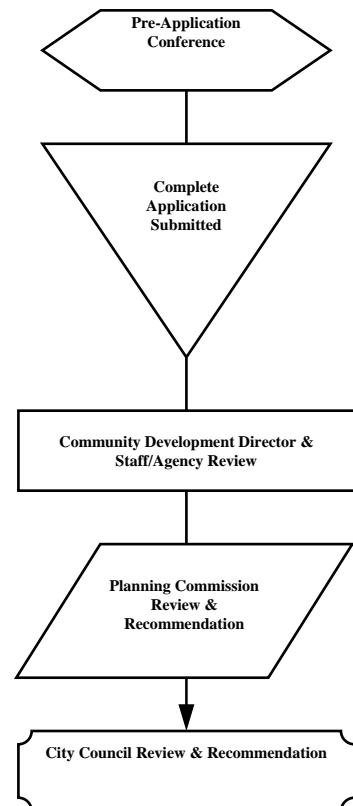 Pre-Application
Conference
Complete
Application
Submitted
Community Development Director &
Staff/Agency Review
Planning Commission
Review &
Recommendation
City Council Review & Recommendation